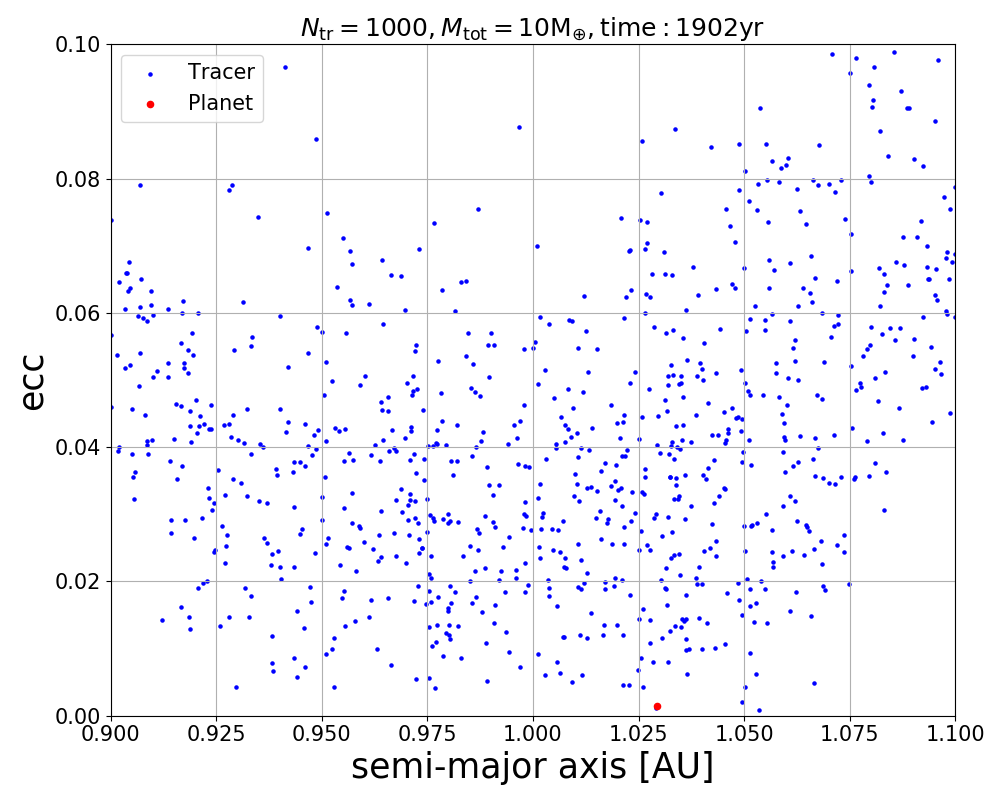 N_tr = 1000, M_tot = 10M_⊕, time : 1902yr
Tracer
Planet
0.10
0.08
0.06
0.04
0.02
0.00
ecc
0.900 0.925 0.950 0.975 1.000 1.025 1.050 1.075 1.100
semi-major axis [AU]